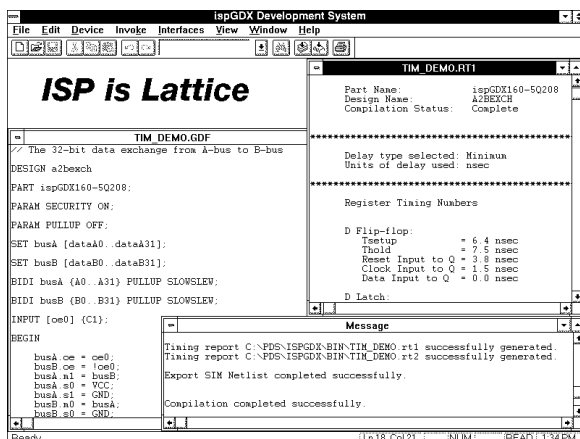 ispGDX Development System
File Edit Device Invoke Interfaces View Window Help
ISP is Lattice
TIM_DEMO.RT1
Part Name: ispGDX160-5Q208
Design Name: A2BEXCH
Compilation Status: Complete
**************************************************
Delay type selected: Minimum
Units of delay used: nsec
**************************************************
Register Timing Numbers
D Flip-flop:
Tsetup = 6.4 nsec
Thold = 7.5 nsec
Reset Input to Q = 3.8 nsec
Clock Input to Q = 1.5 nsec
Data Input to Q = 0.0 nsec
D Latch:
TIM_DEMO.GDF
// The 32-bit data exchange from A-bus to B-bus
DESIGN a2bexch
PART ispGDX160-5Q208;
PARAM SECURITY ON;
PARAM PULLUP OFF;
SET busA [dataA0..dataA31];
SET busB [dataB0..dataB31];
BIDI busA {A0..A31} PULLUP SLOWSLEW;
BIDI busB {B0..B31} PULLUP SLOWSLEW;
INPUT [oe0] {C1};
BEGIN
busA.oe = oe0;
busB.oe = !oe0;
busA.m1 = busB;
busA.s0 = VCC;
busA.s1 = GND;
busB.m0 = busA;
busB.s0 = GND;
Message
Timing report C:\PDS\ISPGDX\BIN\TIM_DEMO.rt1 successfully generated.
Timing report C:\PDS\ISPGDX\BIN\TIM_DEMO.rt2 successfully generated.
Export SIM Netlist completed successfully.
Compilation completed successfully.
Ready Ln 18, Col 21 NUM READ 1:34 PM